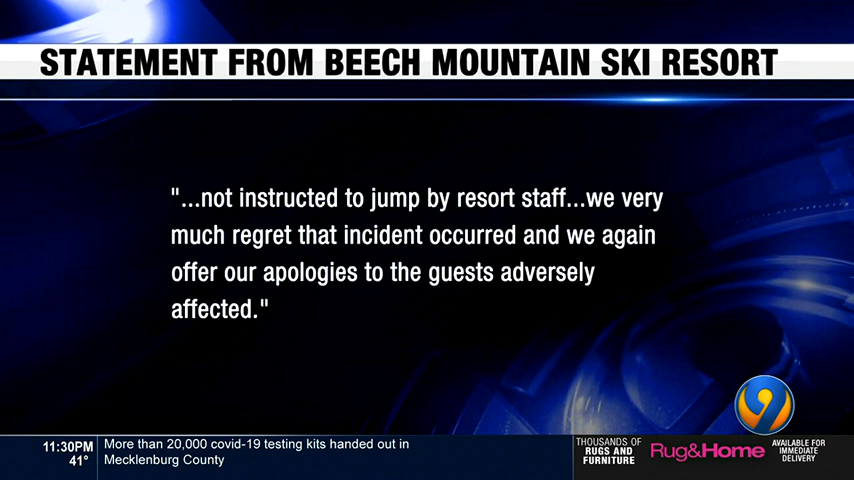 STATEMENT FROM BEECH MOUNTAIN SKI RESORT
"...not instructed to jump by resort staff...we very
much regret that incident occurred and we again
offer our apologies to the guests adversely
affected."
9
11:30PM
41°
More than 20,000 covid-19 testing kits handed out in
Mecklenburg County
THOUSANDS OF
RUGS AND
FURNITURE
Rug&Home
AVAILABLE FOR
IMMEDIATE
DELIVERY